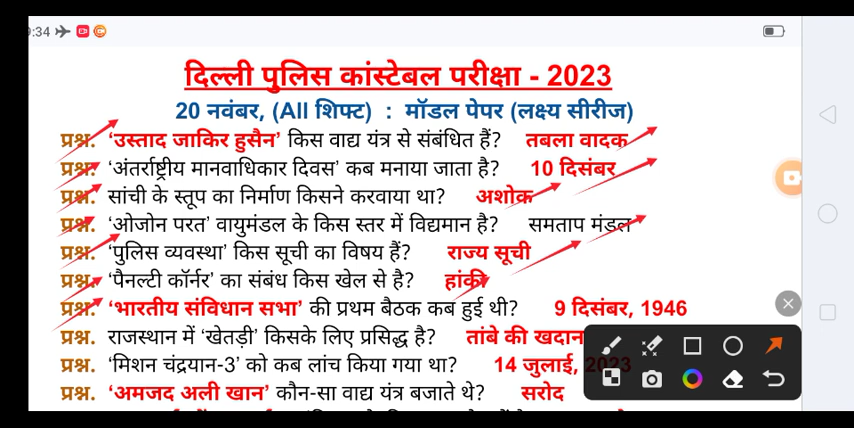 :34
दिल्ली पुलिस कांस्टेबल परीक्षा - 2023
20 नवंबर, (All शिफ्ट) : मॉडल पेपर (लक्ष्य सीरीज)
प्रश्न. ‘उस्ताद जाकिर हुसैन’ किस वाद्य यंत्र से संबंधित हैं? तबला वादक
प्रश्न. ‘अंतर्राष्ट्रीय मानवाधिकार दिवस’ कब मनाया जाता है? 10 दिसंबर
प्रश्न. सांची के स्तूप का निर्माण किसने करवाया था? अशोक
प्रश्न. ‘ओजोन परत’ वायुमंडल के किस स्तर में विद्यमान है? समताप मंडल
प्रश्न. ‘पुलिस व्यवस्था’ किस सूची का विषय हैं? राज्य सूची
प्रश्न. ‘पैनल्टी कॉर्नर’ का संबंध किस खेल से है? हांकी
प्रश्न. ‘भारतीय संविधान सभा’ की प्रथम बैठक कब हुई थी? 9 दिसंबर, 1946
प्रश्न. राजस्थान में ‘खेतड़ी’ किसके लिए प्रसिद्ध है? तांबे की खदान
प्रश्न. ‘मिशन चंद्रयान-3’ को कब लांच किया गया था? 14 जुलाई, 2023
प्रश्न. ‘अमजद अली खान’ कौन-सा वाद्य यंत्र बजाते थे? सरोद